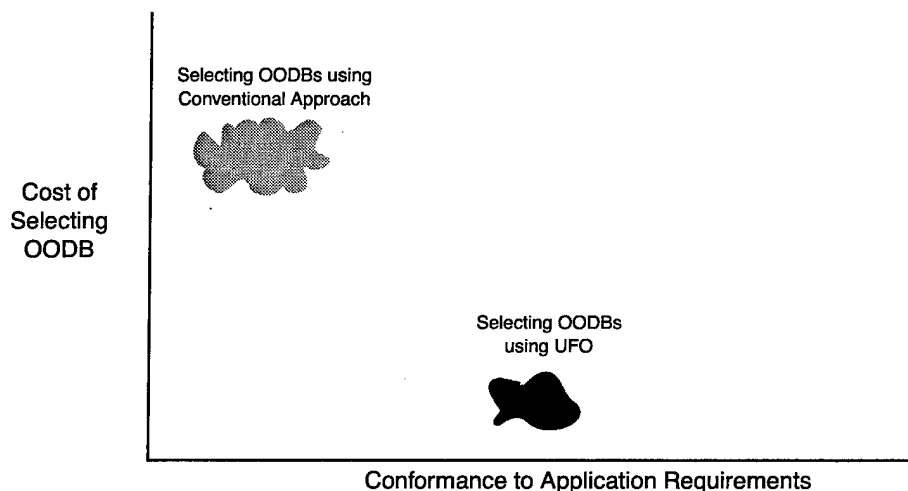 Selecting OODBs using
Conventional Approach
Cost of
Selecting
OODB
Selecting OODBs
using UFO
Conformance to Application Requirements